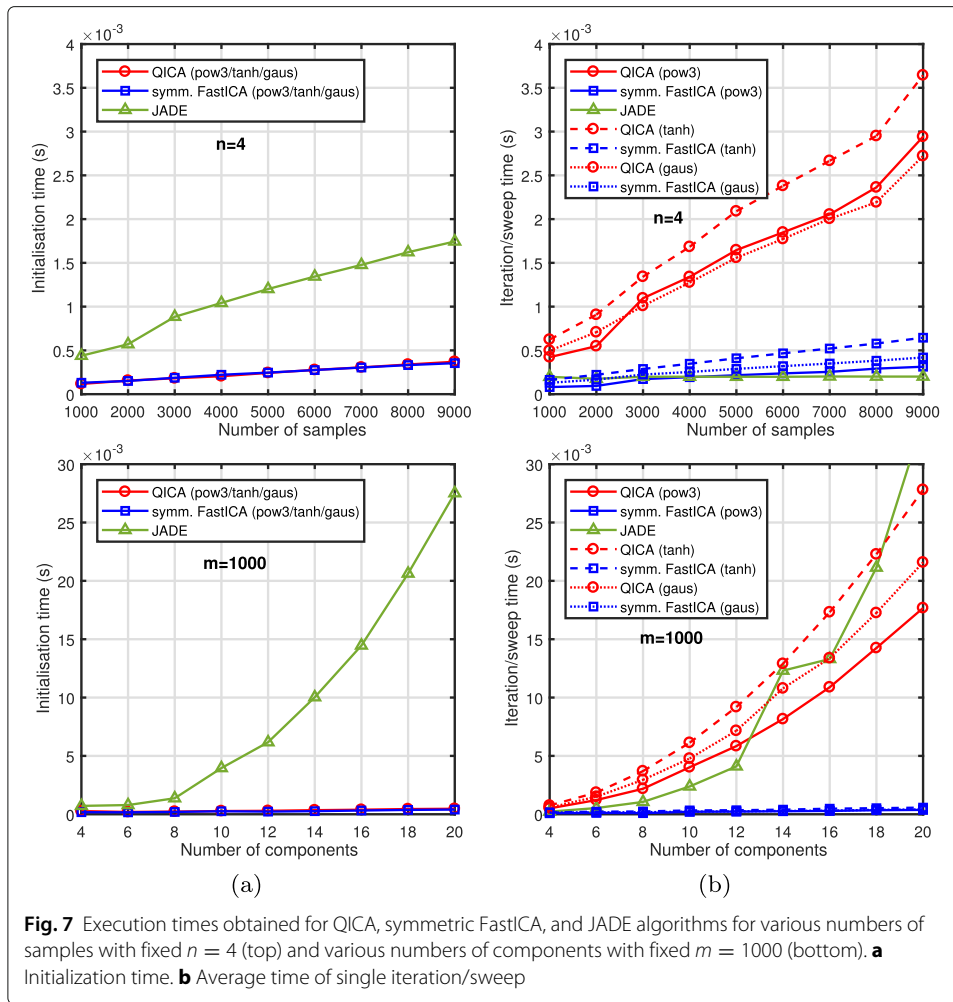 ×10⁻³
4
3.5
3
2.5
2
1.5
1
0.5
0
Initialisation time (s)
QICA (pow3/tanh/gaus)
symm. FastICA (pow3/tanh/gaus)
JADE
n=4
1000 2000 3000 4000 5000 6000 7000 8000 9000
Number of samples
×10⁻³
4
3.5
3
2.5
2
1.5
1
0.5
0
Iteration/sweep time (s)
QICA (pow3)
symm. FastICA (pow3)
JADE
QICA (tanh)
symm. FastICA (tanh)
QICA (gaus)
symm. FastICA (gaus)
n=4
1000 2000 3000 4000 5000 6000 7000 8000 9000
Number of samples
×10⁻³
30
25
20
15
10
5
0
Initialisation time (s)
QICA (pow3/tanh/gaus)
symm. FastICA (pow3/tanh/gaus)
JADE
m=1000
4 6 8 10 12 14 16 18 20
Number of components
(a)
×10⁻³
30
25
20
15
10
5
0
Iteration/sweep time (s)
QICA (pow3)
symm. FastICA (pow3)
JADE
QICA (tanh)
symm. FastICA (tanh)
QICA (gaus)
symm. FastICA (gaus)
m=1000
4 6 8 10 12 14 16 18 20
Number of components
(b)
Fig. 7 Execution times obtained for QICA, symmetric FastICA, and JADE algorithms for various numbers of
samples with fixed n = 4 (top) and various numbers of components with fixed m = 1000 (bottom). a
Initialization time. b Average time of single iteration/sweep